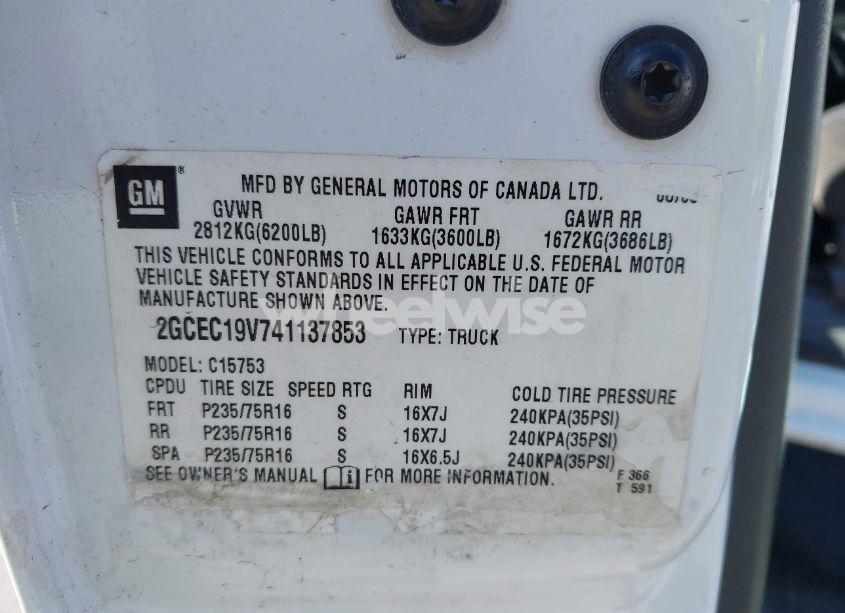 GM ®
MFD BY GENERAL MOTORS OF CANADA LTD.
GVWR GAWR FRT GAWR RR
2812KG(6200LB) 1633KG(3600LB) 1672KG(3686LB)
THIS VEHICLE CONFORMS TO ALL APPLICABLE U.S. FEDERAL MOTOR
VEHICLE SAFETY STANDARDS IN EFFECT ON THE DATE OF
MANUFACTURE SHOWN ABOVE.
wheelwise
2GCEC19V741137853 TYPE: TRUCK
MODEL: C15753
CPDU TIRE SIZE SPEED RTG RIM COLD TIRE PRESSURE
FRT P235/75R16 S 16X7J 240KPA(35PSI)
RR P235/75R16 S 16X7J 240KPA(35PSI)
SPA P235/75R16 S 16X6.5J 240KPA(35PSI)
SEE OWNER'S MANUAL FOR MORE INFORMATION.
F 366
T 591